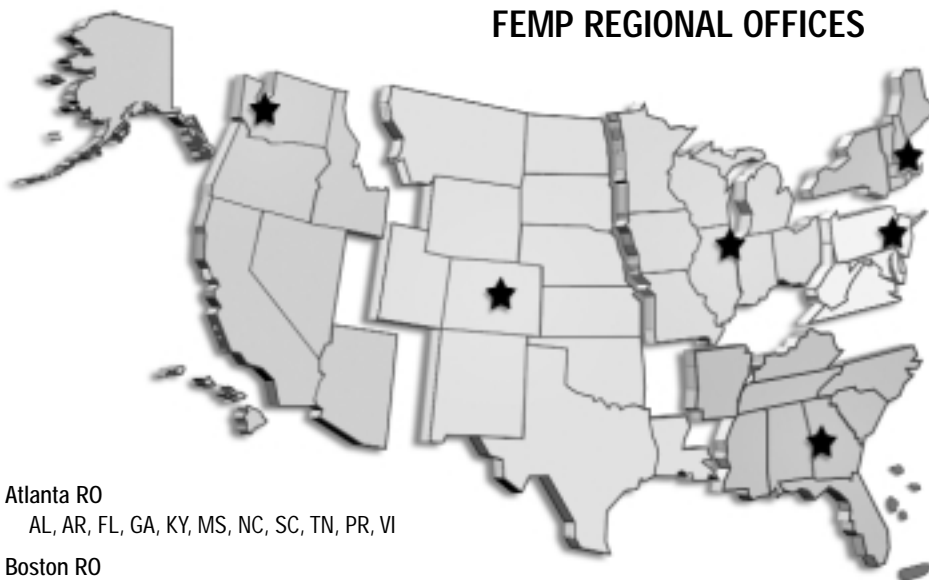 FEMP REGIONAL OFFICES
Atlanta RO
AL, AR, FL, GA, KY, MS, NC, SC, TN, PR, VI
Boston RO